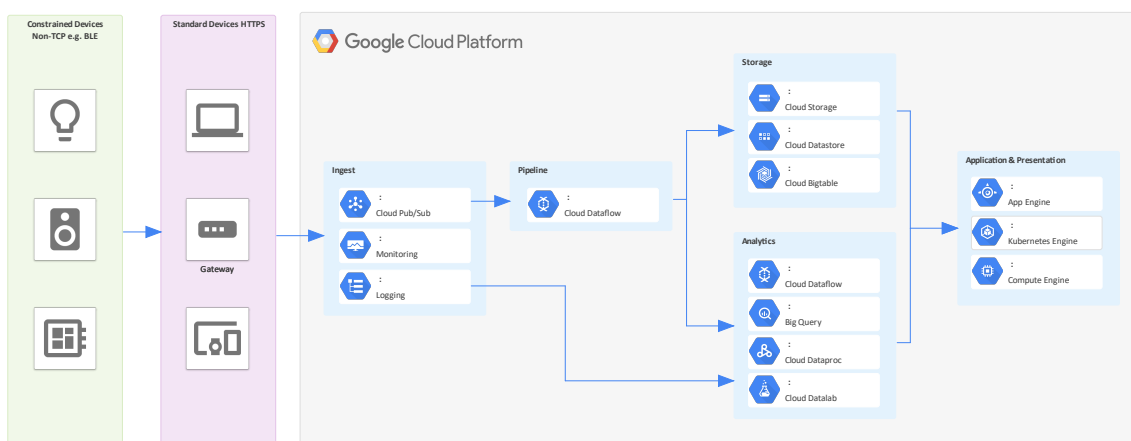 Constrained Devices
Non-TCP e.g. BLE
Standard Devices HTTPS
Gateway
Google Cloud Platform
Ingest
:
Cloud Pub/Sub
:
Monitoring
:
Logging
Pipeline
:
Cloud Dataflow
Storage
:
Cloud Storage
:
Cloud Datastore
:
Cloud Bigtable
Analytics
:
Cloud Dataflow
:
Big Query
:
Cloud Dataproc
:
Cloud Datalab
Application & Presentation
:
App Engine
:
Kubernetes Engine
:
Compute Engine